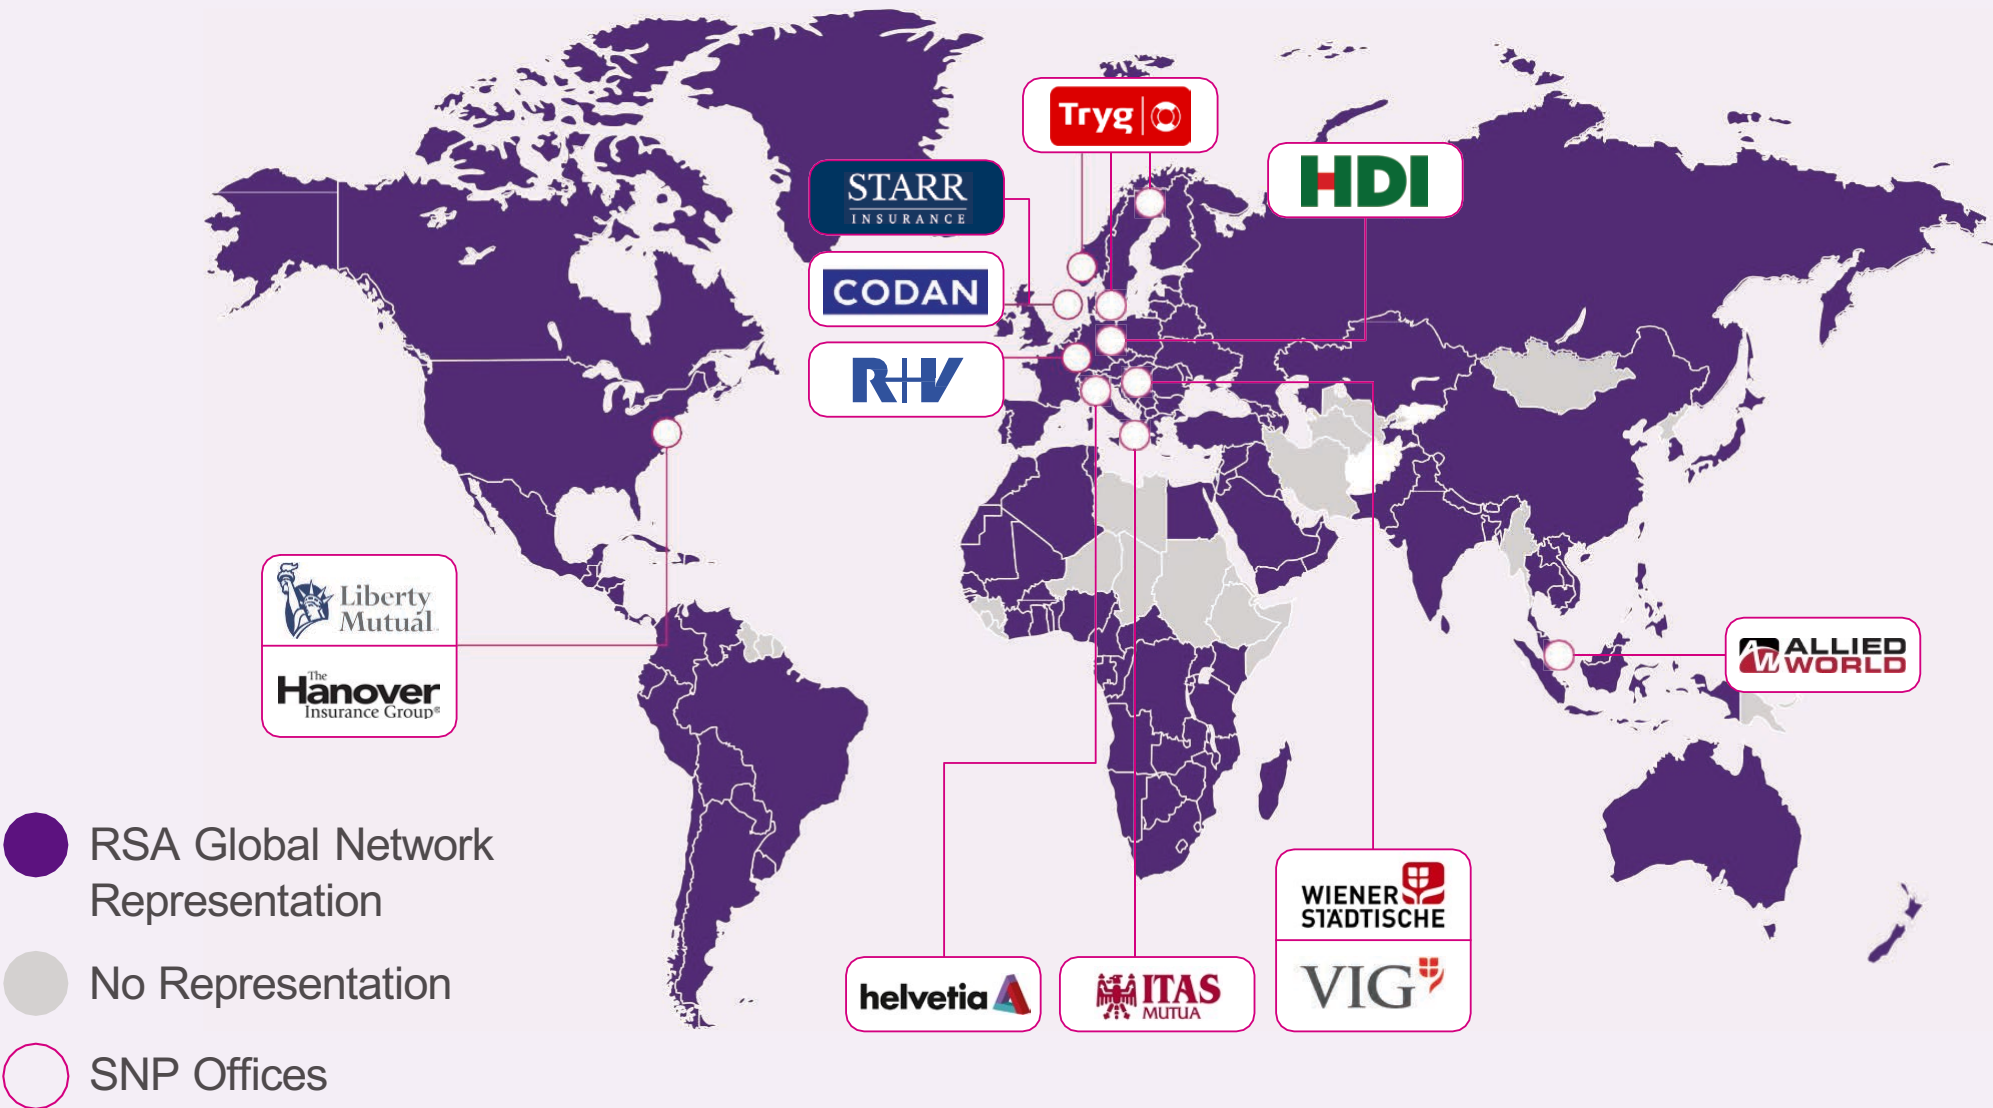 Tryg
STARR
INSURANCE
HDI
CODAN
R+V
Liberty
Mutual
The
Hanover
Insurance Group®
AW ALLIED
WORLD
RSA Global Network
Representation
No Representation
SNP Offices
helvetia
ITAS
MUTUA
WIENER
STÄDTISCHE
VIG